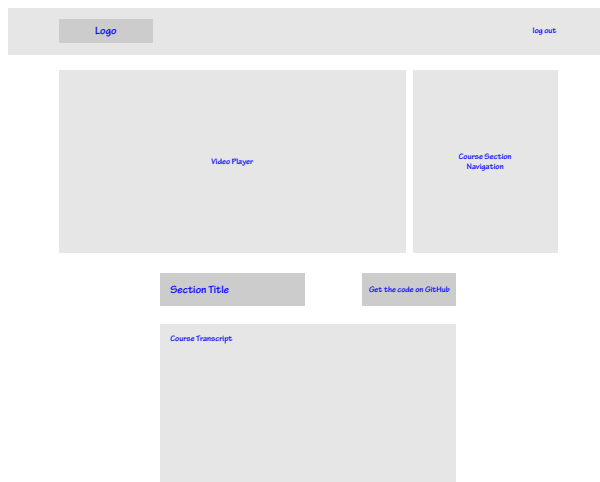 Logo
log out
Video Player
Course Section
Navigation
Section Title
Get the code on GitHub
Course Transcript